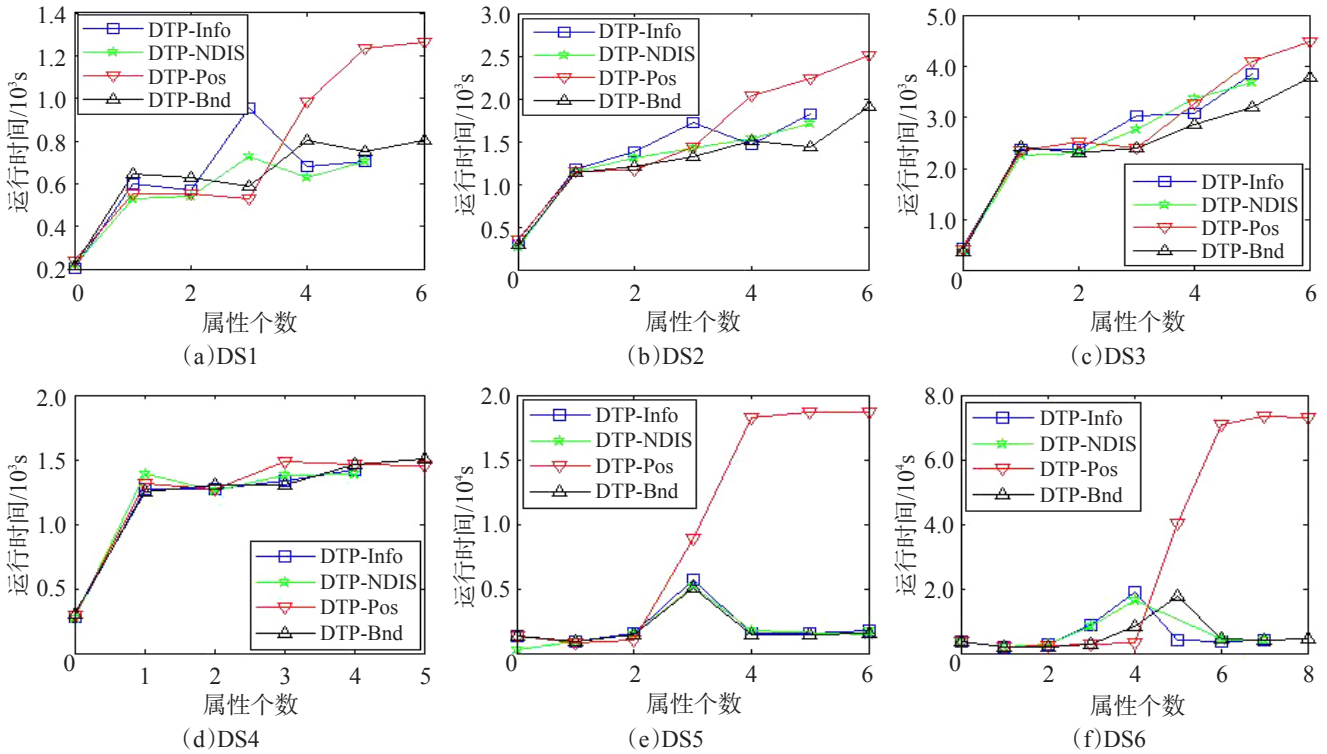 1.4
1.2
1.0
0.8
0.6
0.4
0.2
运行时间/10³s
DTP-Info
DTP-NDIS
DTP-Pos
DTP-Bnd
0 2 4 6
属性个数
(a)DS1
3.0
2.5
2.0
1.5
1.0
0.5
运行时间/10³s
DTP-Info
DTP-NDIS
DTP-Pos
DTP-Bnd
0 2 4 6
属性个数
(b)DS2
5.0
4.0
3.0
2.0
1.0
运行时间/10³s
DTP-Info
DTP-NDIS
DTP-Pos
DTP-Bnd
0 2 4 6
属性个数
(c)DS3
2.0
1.5
1.0
0.5
0
运行时间/10³s
DTP-Info
DTP-NDIS
DTP-Pos
DTP-Bnd
1 2 3 4 5
属性个数
(d)DS4
2.0
1.5
1.0
0.5
运行时间/10⁴s
DTP-Info
DTP-NDIS
DTP-Pos
DTP-Bnd
0 2 4 6
属性个数
(e)DS5
8.0
6.0
4.0
2.0
运行时间/10⁴s
DTP-Info
DTP-NDIS
DTP-Pos
DTP-Bnd
0 2 4 6 8
属性个数
(f)DS6